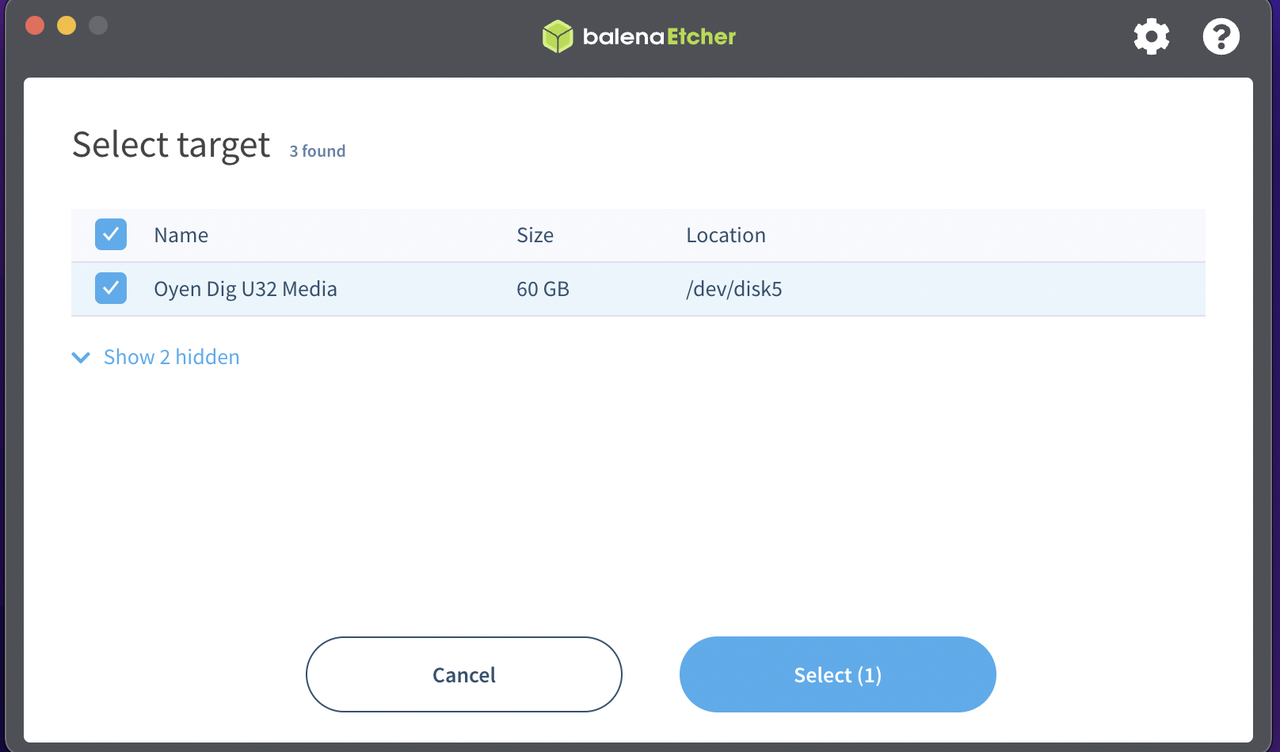 balenaEtcher
Select target 3 found
Name Size Location
Oyen Dig U32 Media 60 GB /dev/disk5
Show 2 hidden
Cancel Select (1)